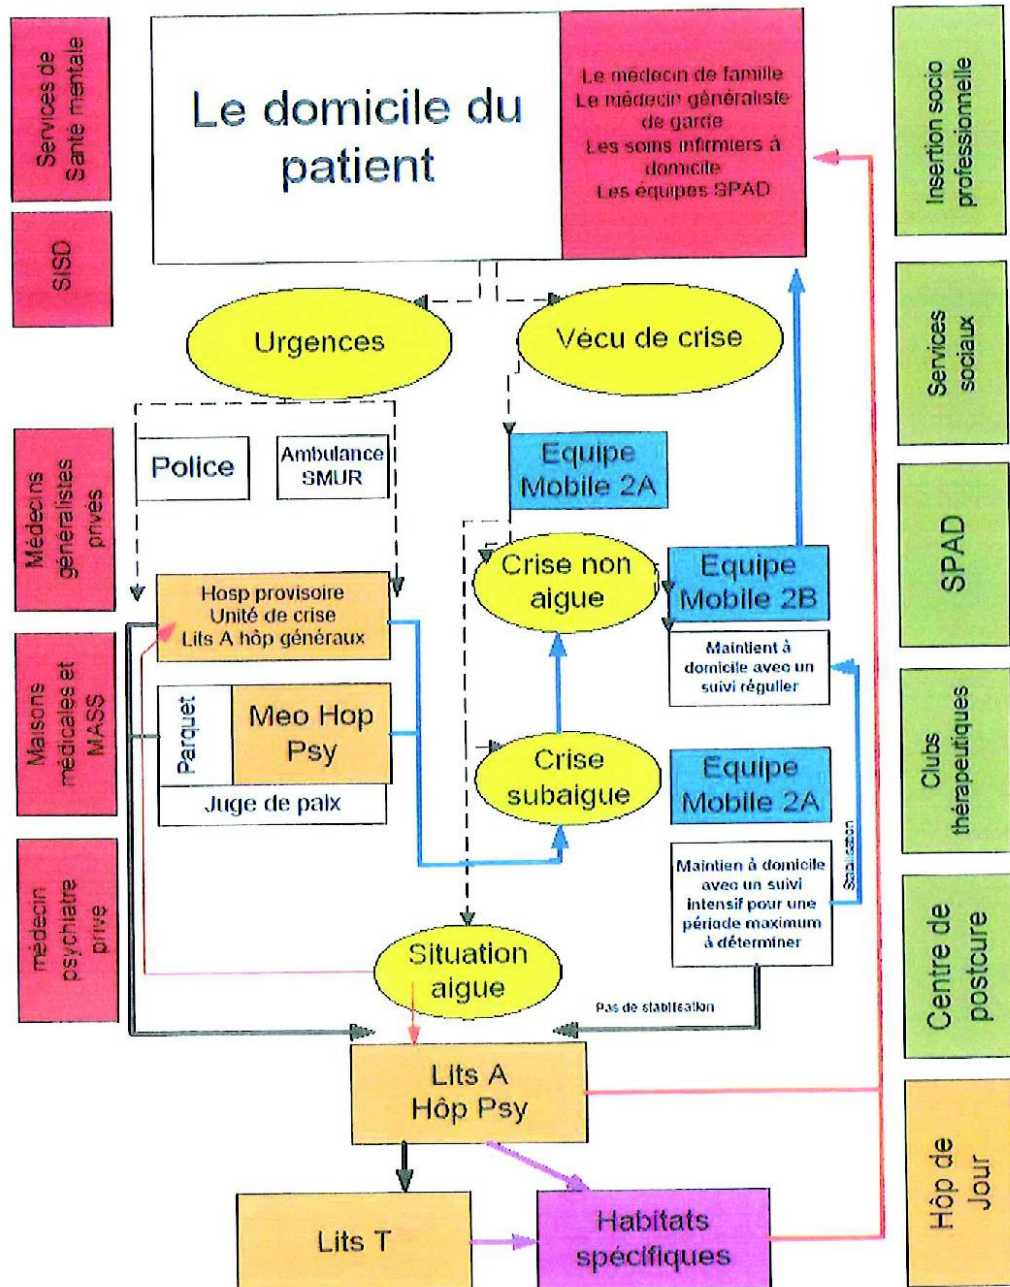 Services de
Santé mentale
SISD
Médecins
généralistes
privés
Maisons
médicales et
MASS
médecin
psychiatre
privé
Le domicile du
patient
Le médecin de famille
Le médecin généraliste
de garde
Les soins infirmiers à
domicile
Les équipes SPAD
Urgences
Vécu de crise
Police
Ambulance
SMUR
Equipe
Mobile 2A
Hosp provisoire
Unité de crise
Lits A hôp généraux
Crise non
aigue
Equipe
Mobile 2B
Maintient à
domicile avec un
suivi régulier
Parquet
Meo Hop
Psy
Juge de paix
Crise
subaigue
Equipe
Mobile 2A
Stabilisation
Maintien à domicile
avec un suivi
intensif pour une
période maximum
à déterminer
Situation
aigue
Pas de stabilisation
Lits A
Hôp Psy
Lits T
Habitats
spécifiques
Insertion socio
professionnelle
Services
sociaux
SPAD
Clubs
thérapeutiques
Centre de
postcure
Hôp de
Jour